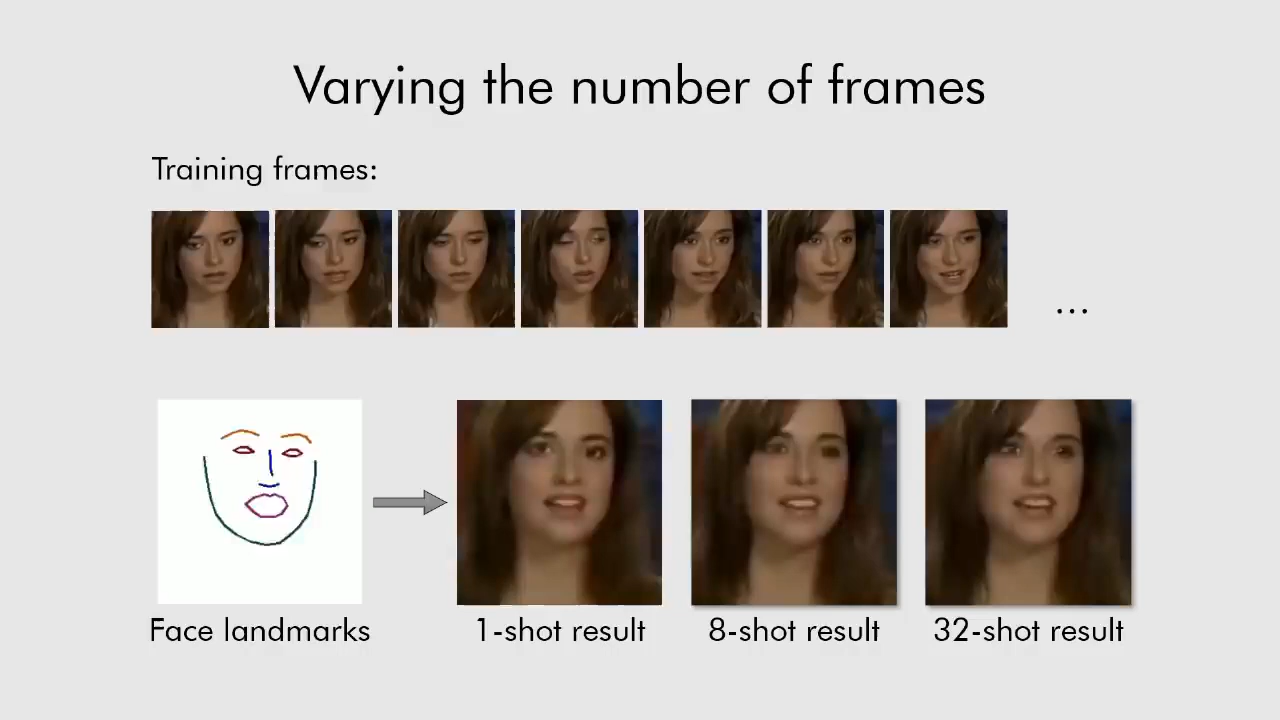 Varying the number of frames
Training frames:
...
Face landmarks
1-shot result
8-shot result
32-shot result